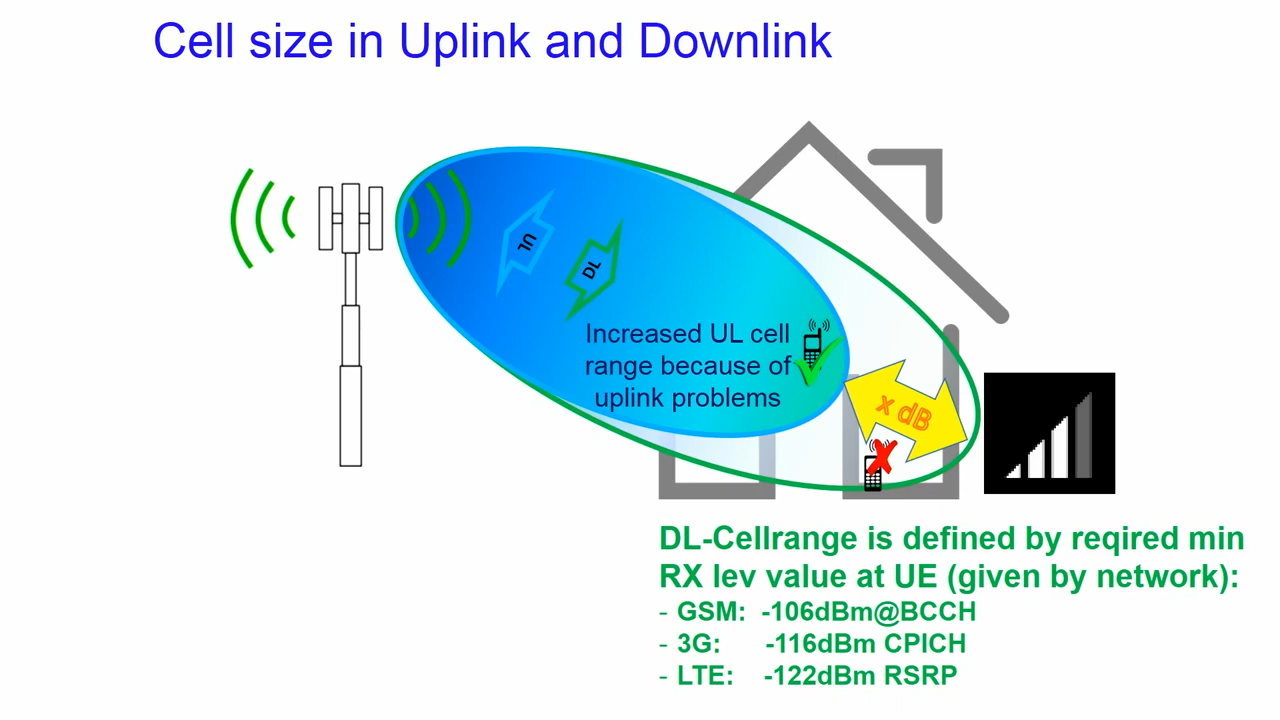 Cell size in Uplink and Downlink
UL
DL
Increased UL cell
range because of
uplink problems
x dB
DL-Cellrange is defined by reqired min
RX lev value at UE (given by network):
- GSM: -106dBm@BCCH
- 3G: -116dBm CPICH
- LTE: -122dBm RSRP